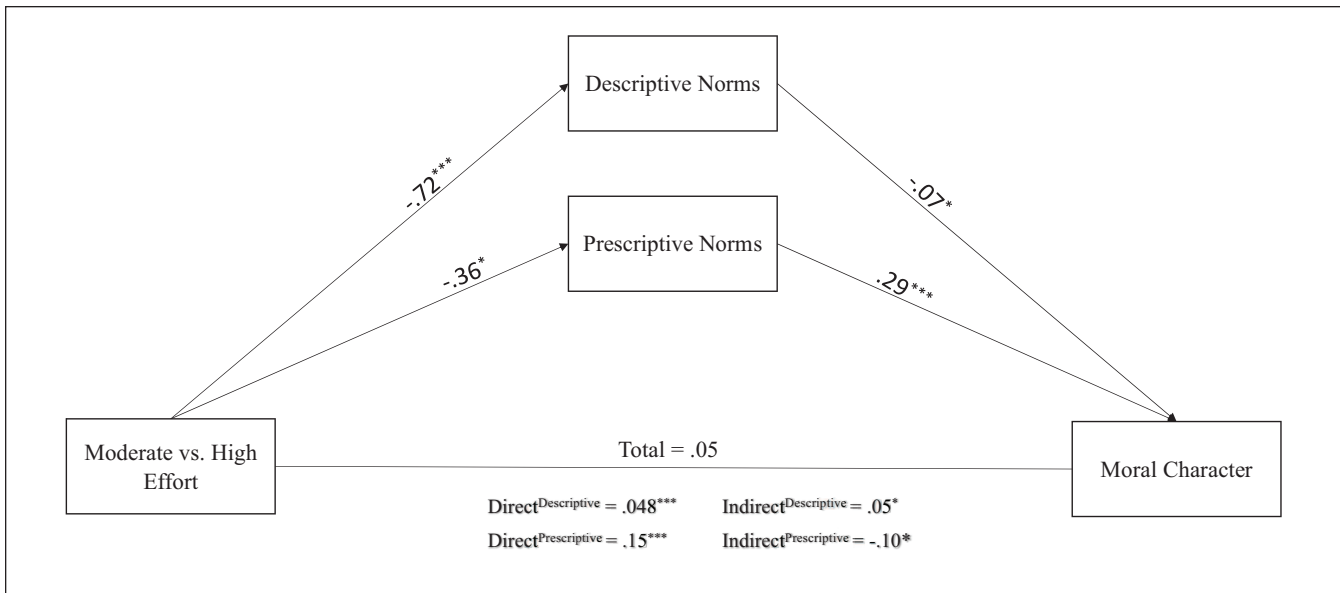 Descriptive Norms
-.72***
-.07*
Prescriptive Norms
-.36*
.29***
Moderate vs. High
Effort
Total = .05
Moral Character
Direct^Descriptive = .048*** Indirect^Descriptive = .05*
Direct^Prescriptive = .15*** Indirect^Prescriptive = -.10*